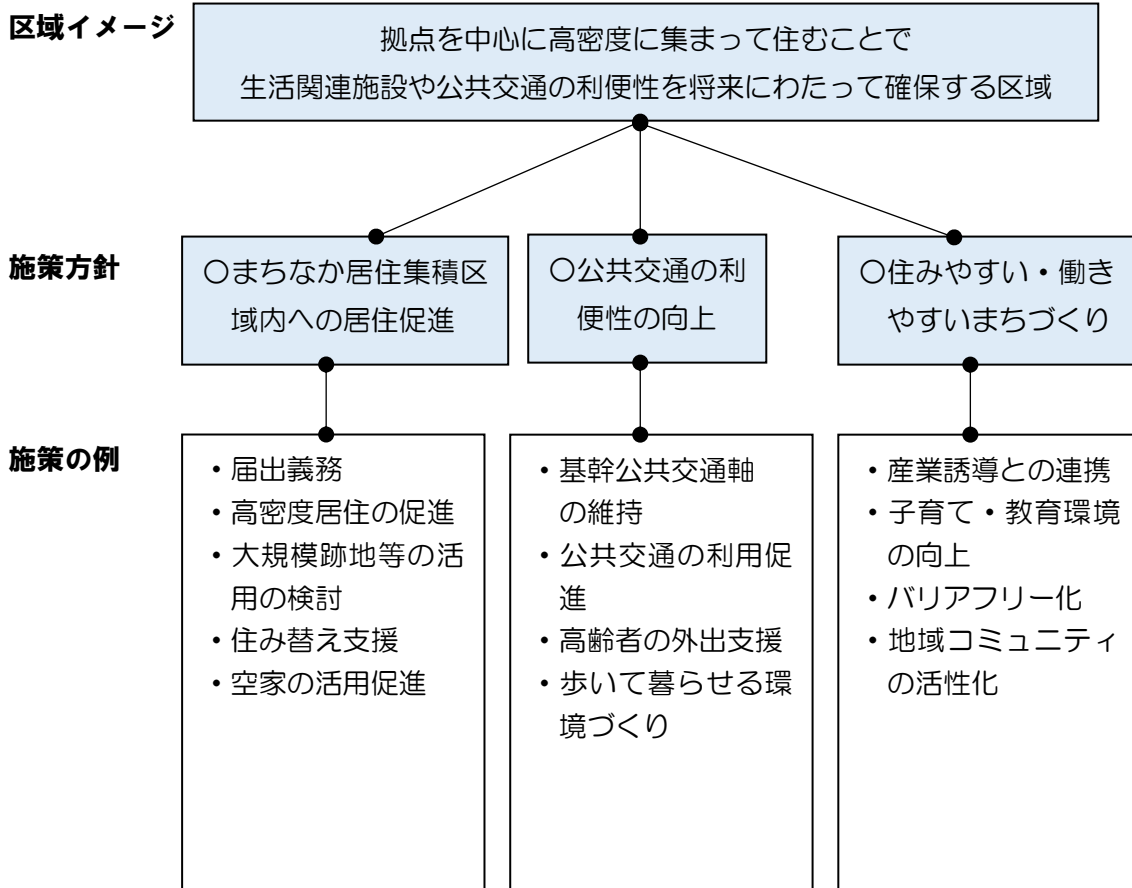 区域イメージ
拠点を中心に高密度に集まって住むことで
生活関連施設や公共交通の利便性を将来にわたって確保する区域
施策方針
〇まちなか居住集積区
域内への居住促進
〇公共交通の利
便性の向上
〇住みやすい・働き
やすいまちづくり
施策の例
・届出義務
・高密度居住の促進
・大規模跡地等の活
用の検討
・住み替え支援
・空家の活用促進
・基幹公共交通軸
の維持
・公共交通の利用促
進
・高齢者の外出支援
・歩いて暮らせる環
境づくり
・産業誘導との連携
・子育て・教育環境
の向上
・バリアフリー化
・地域コミュニティ
の活性化